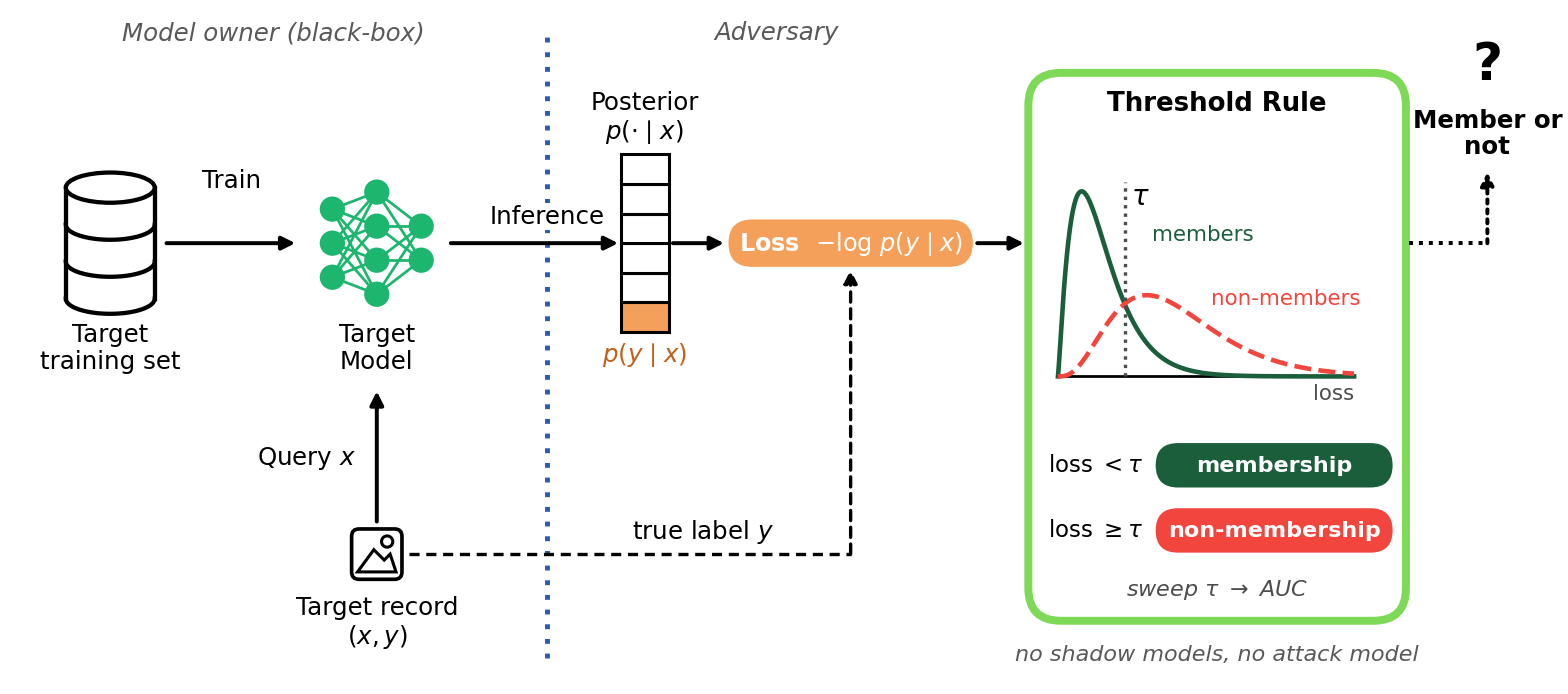 Model owner (black-box)
Adversary
?
Member or
not
Threshold Rule
Posterior
p(· | x)
Train
Inference
Loss −log p(y | x)
τ
members
non-members
loss
Target
training set
Target
Model
p(y | x)
Query x
loss < τ membership
loss ≥ τ non-membership
true label y
sweep τ → AUC
Target record
(x, y)
no shadow models, no attack model